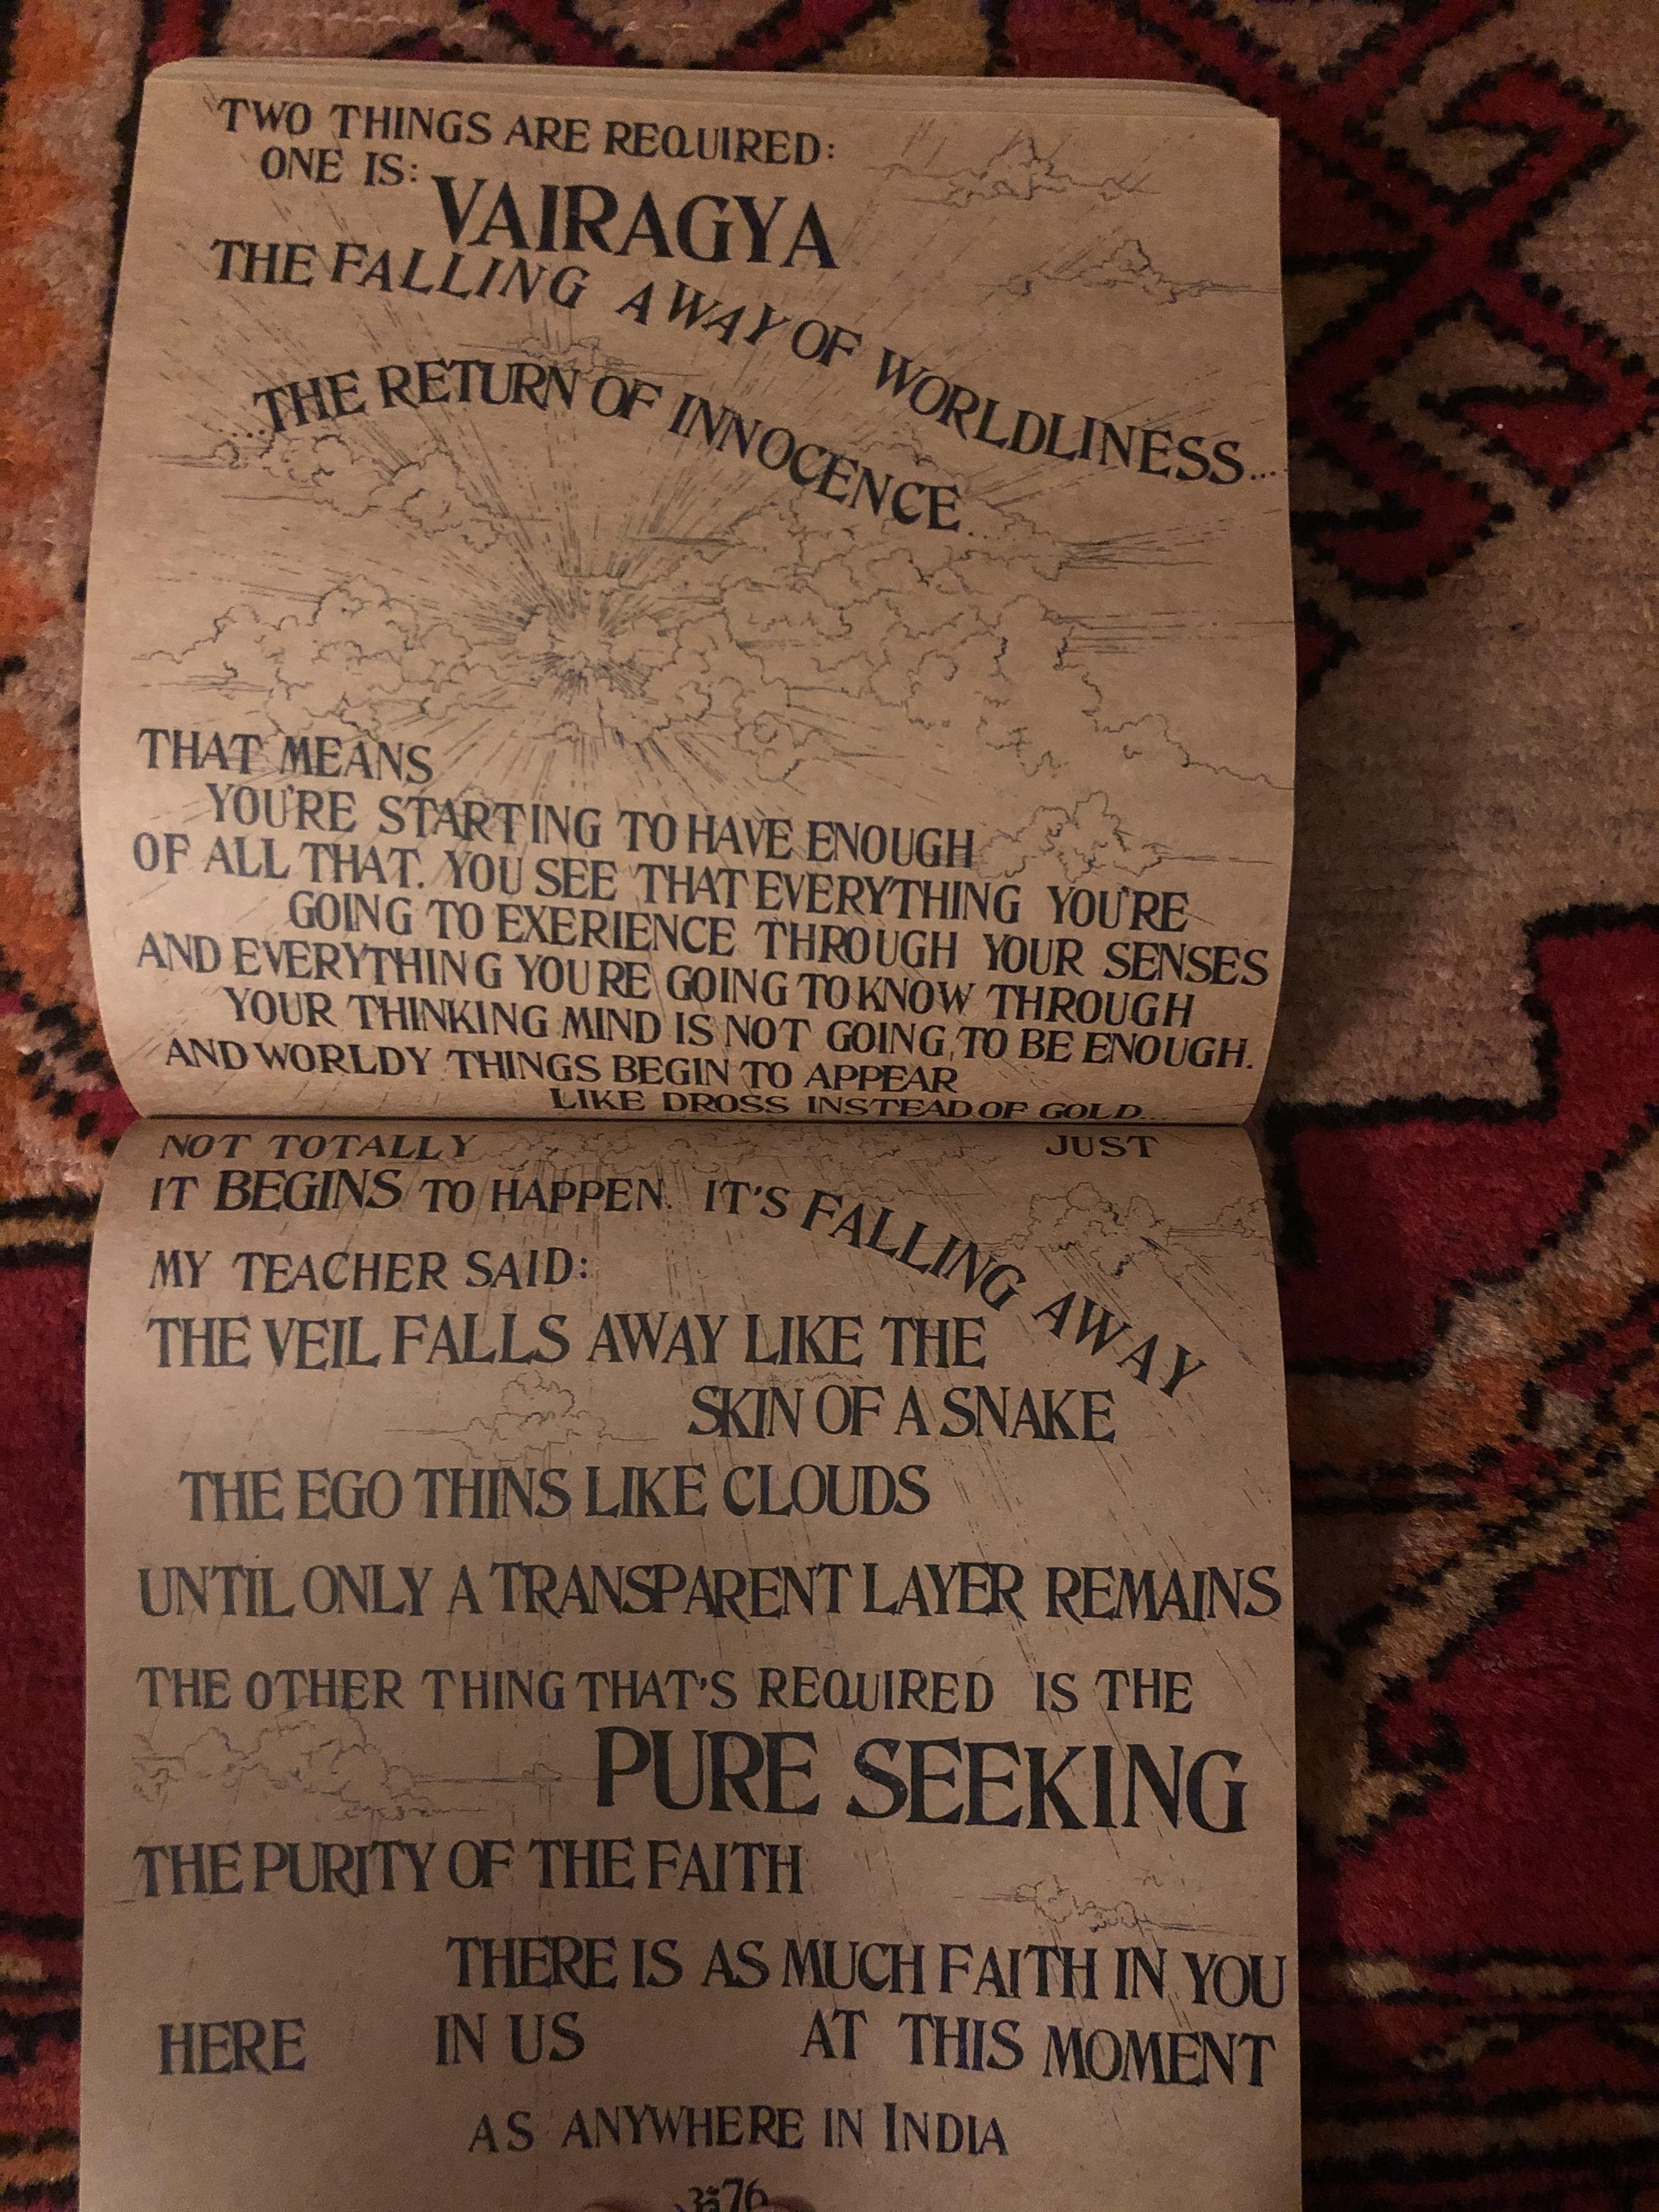 TWO THINGS ARE REQUIRED:
ONE IS: VAIRAGYA
THE FALLING AWAY OF WORLDLINESS...
...THE RETURN OF INNOCENCE...
THAT MEANS
YOU'RE STARTING TO HAVE ENOUGH
OF ALL THAT. YOU SEE THAT EVERYTHING YOU'RE
GOING TO EXERIENCE THROUGH YOUR SENSES
AND EVERYTHING YOU'RE GOING TO KNOW THROUGH
YOUR THINKING MIND IS NOT GOING TO BE ENOUGH.
AND WORLDY THINGS BEGIN TO APPEAR
LIKE DROSS INSTEAD OF GOLD...
NOT TOTALLY JUST
IT BEGINS TO HAPPEN. IT'S FALLING AWAY
MY TEACHER SAID:
THE VEIL FALLS AWAY LIKE THE
SKIN OF A SNAKE
THE EGO THINS LIKE CLOUDS
UNTIL ONLY A TRANSPARENT LAYER REMAINS
THE OTHER THING THAT'S REQUIRED IS THE
PURE SEEKING
THE PURITY OF THE FAITH
THERE IS AS MUCH FAITH IN YOU
HERE IN US AT THIS MOMENT
AS ANYWHERE IN INDIA
76